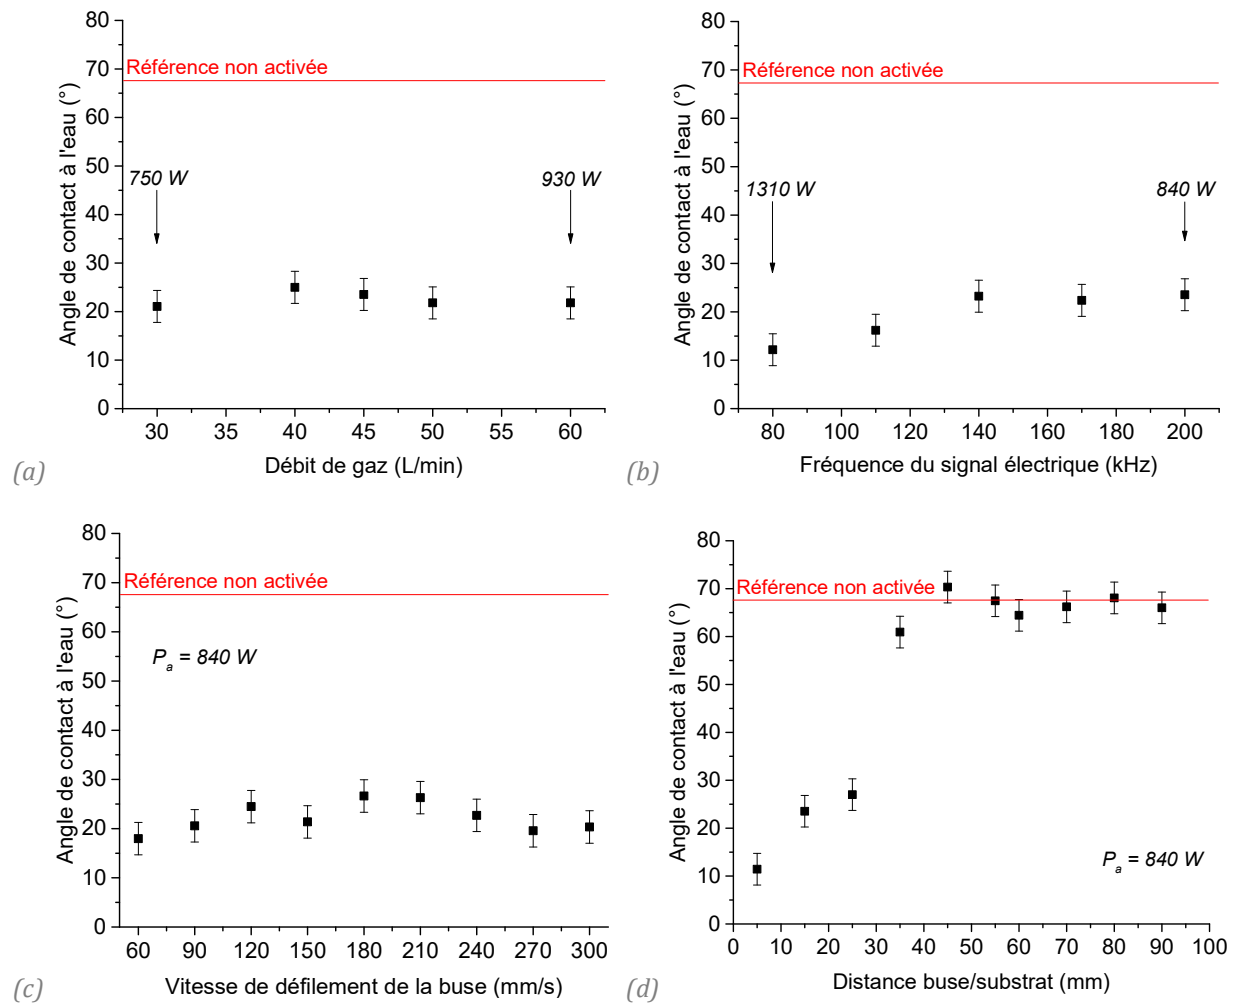 80
70
60
50
40
30
20
10
0
Angle de contact à l'eau (°)
Référence non activée
750 W
930 W
30 35 40 45 50 55 60
Débit de gaz (L/min)
(a)
80
70
60
50
40
30
20
10
0
Angle de contact à l'eau (°)
Référence non activée
1310 W
840 W
80 100 120 140 160 180 200
Fréquence du signal électrique (kHz)
(b)
80
70
60
50
40
30
20
10
0
Angle de contact à l'eau (°)
Référence non activée
Pa = 840 W
60 90 120 150 180 210 240 270 300
Vitesse de défilement de la buse (mm/s)
(c)
80
70
60
50
40
30
20
10
0
Angle de contact à l'eau (°)
Référence non activée
Pa = 840 W
0 10 20 30 40 50 60 70 80 90 100
Distance buse/substrat (mm)
(d)